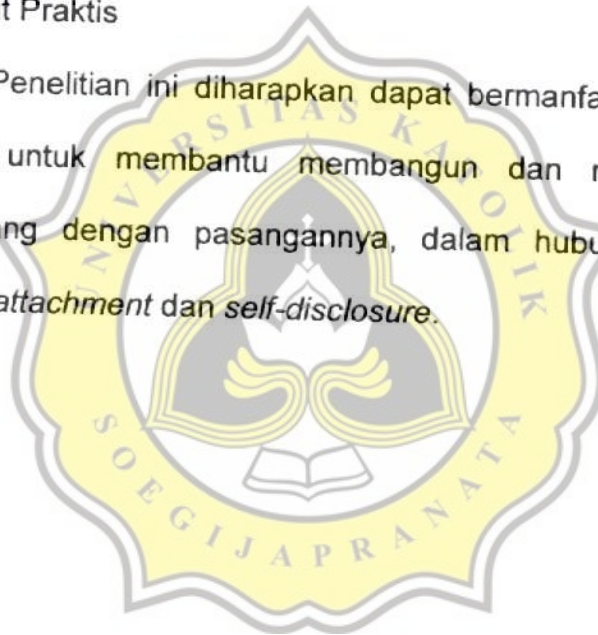 t Praktis
Penelitian ini diharapkan dapat bermanfa
untuk membantu membangun dan
ng dengan pasangannya, dalam hubu
attachment dan self-disclosure.
UNIVERSITAS KATOLIK
SOEGIJAPRANATA